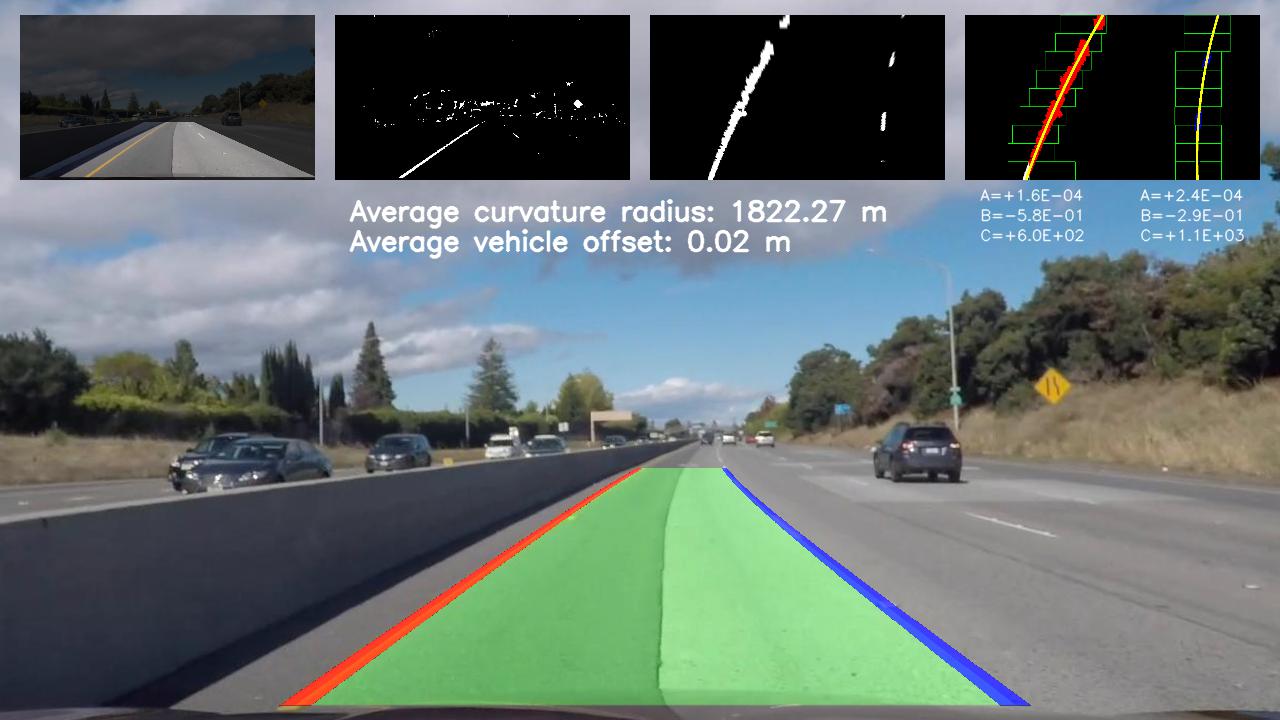 Average curvature radius: 1822.27 m
Average vehicle offset: 0.02 m
A=+1.6E-04
B=-5.8E-01
C=+6.0E+02
A=+2.4E-04
B=-2.9E-01
C=+1.1E+03